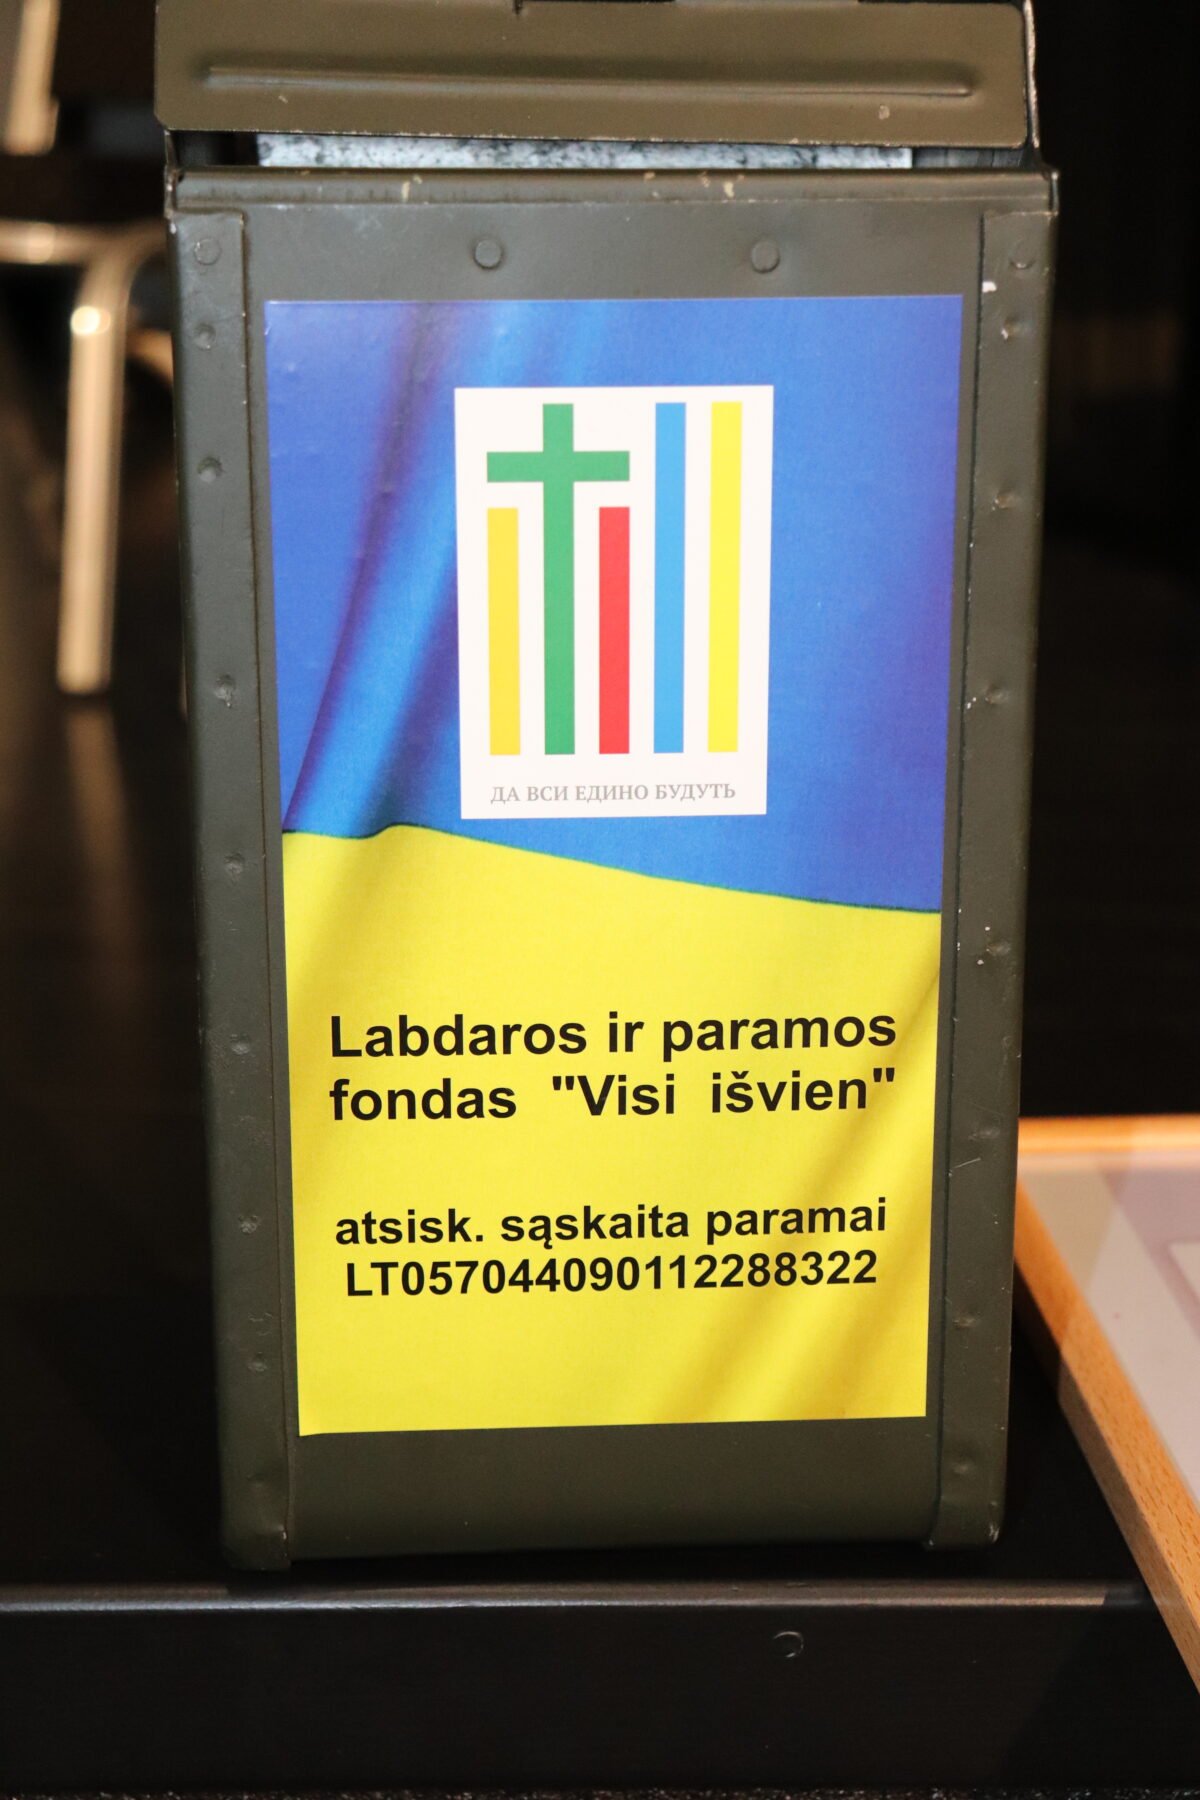 ДА ВСИ ЕДИНО БУДУТЬ
Labdaros ir paramos
fondas "Visi išvien"
atsisk. sąskaita paramai
LT057044090112288322